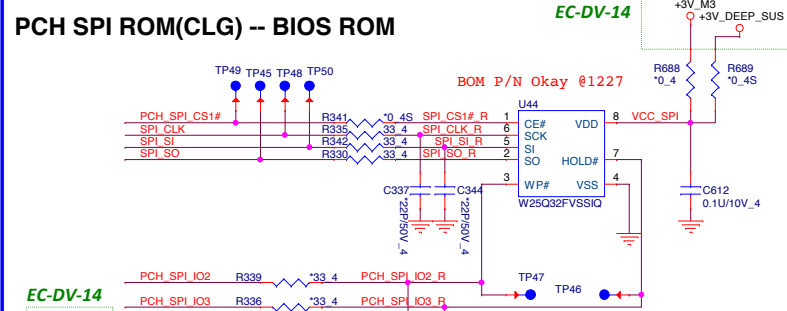 +3V_M3
EC-DV-14
+3V_DEEP_SUS
PCH SPI ROM(CLG) -- BIOS ROM
R688
*0_4
R689
*0_4S
TP49 TP45 TP48 TP50
BOM P/N Okay @1227
U44
PCH_SPI_CS1# R341 *0_4S SPI_CS1#_R 1 CE# VDD 8 VCC_SPI
SPI_CLK R335 33_4 SPI_CLK_R 6 SCK
SPI_SI R342 33_4 SPI_SI_R 5 SI
SPI_SO R330 33_4 SPI_SO_R 2 SO HOLD# 7
3 WP# VSS 4
C337
*22P/50V_4
C344
*22P/50V_4
W25Q32FVSSIQ
C612
0.1U/10V_4
PCH_SPI_IO2 R339 *33_4 PCH_SPI_IO2_R
TP47 TP46
EC-DV-14
PCH_SPI_IO3 R336 *33_4 PCH_SPI_IO3_R